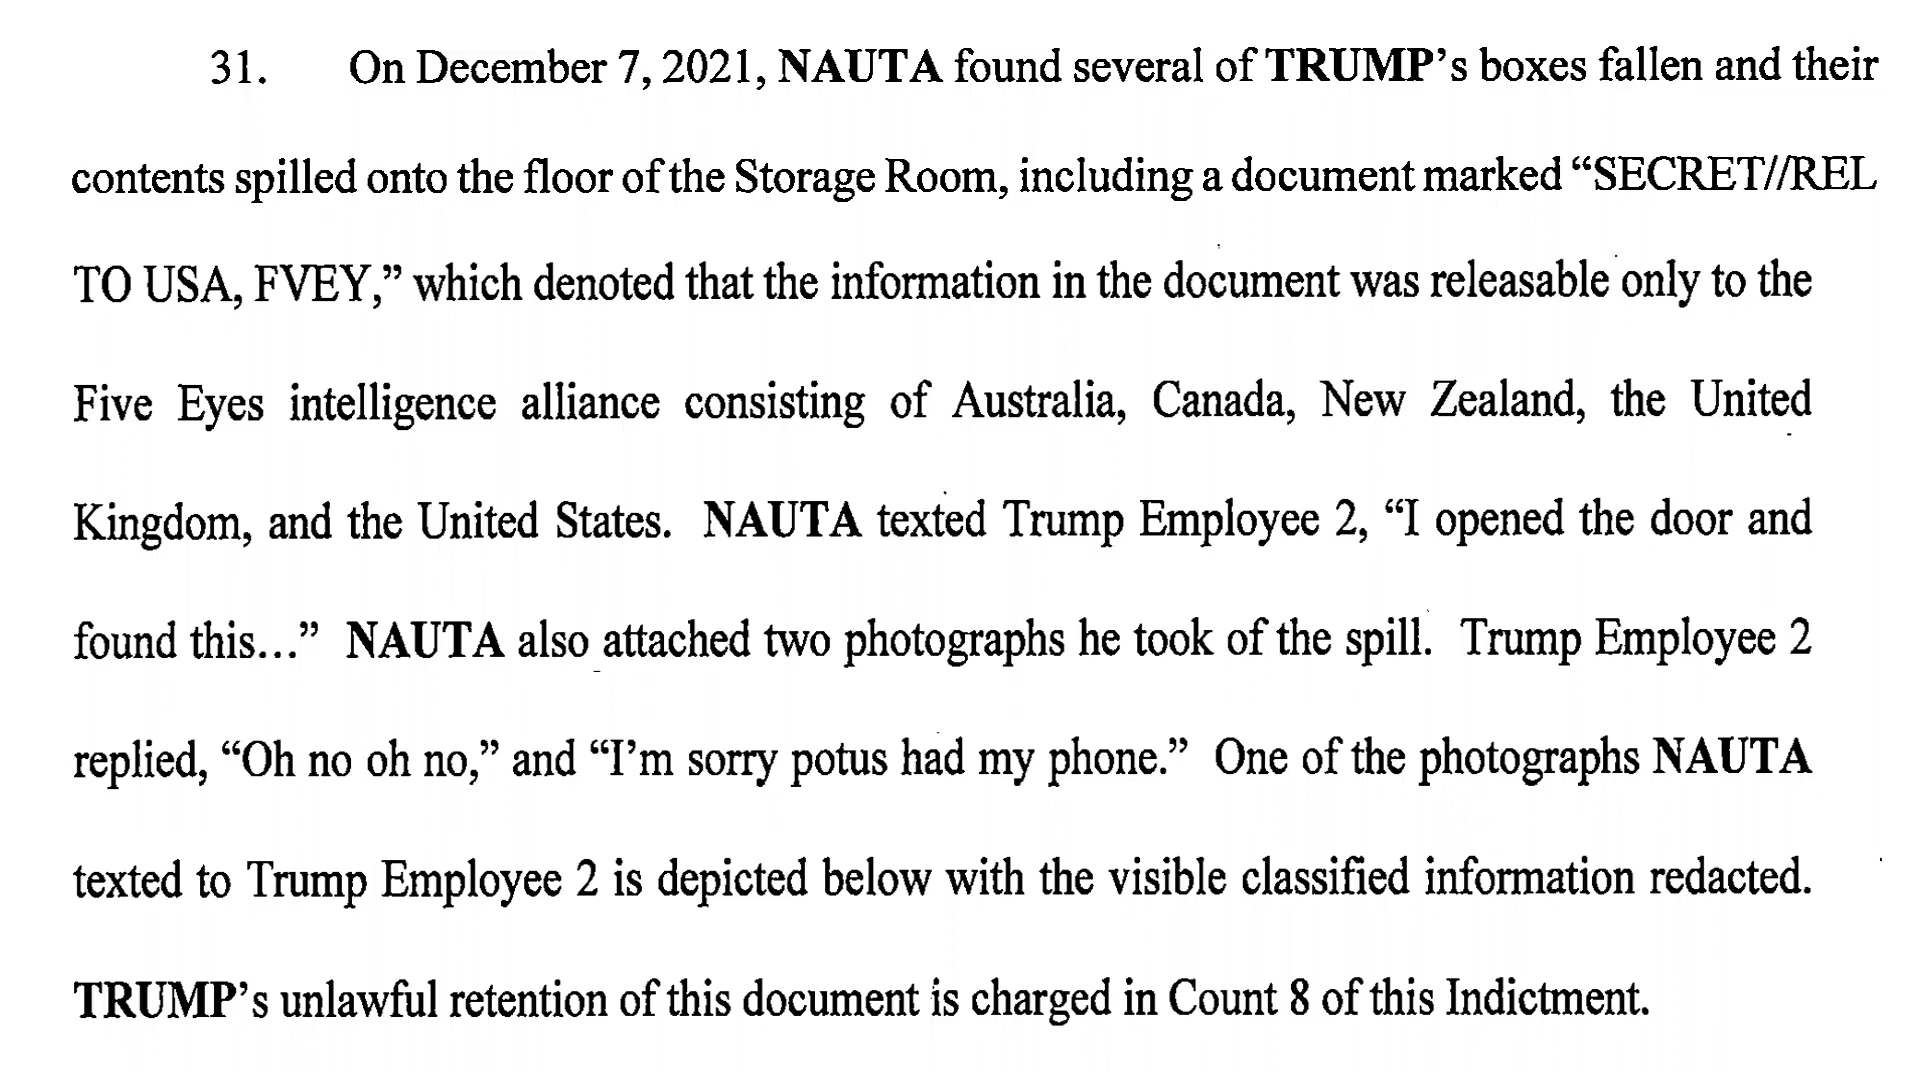 31. On December 7, 2021, NAUTA found several of TRUMP’s boxes fallen and their
contents spilled onto the floor of the Storage Room, including a document marked “SECRET//REL
TO USA, FVEY,” which denoted that the information in the document was releasable only to the
Five Eyes intelligence alliance consisting of Australia, Canada, New Zealand, the United
Kingdom, and the United States. NAUTA texted Trump Employee 2, “I opened the door and
found this…” NAUTA also attached two photographs he took of the spill. Trump Employee 2
replied, “Oh no oh no,” and “I’m sorry potus had my phone.” One of the photographs NAUTA
texted to Trump Employee 2 is depicted below with the visible classified information redacted.
TRUMP’s unlawful retention of this document is charged in Count 8 of this Indictment.